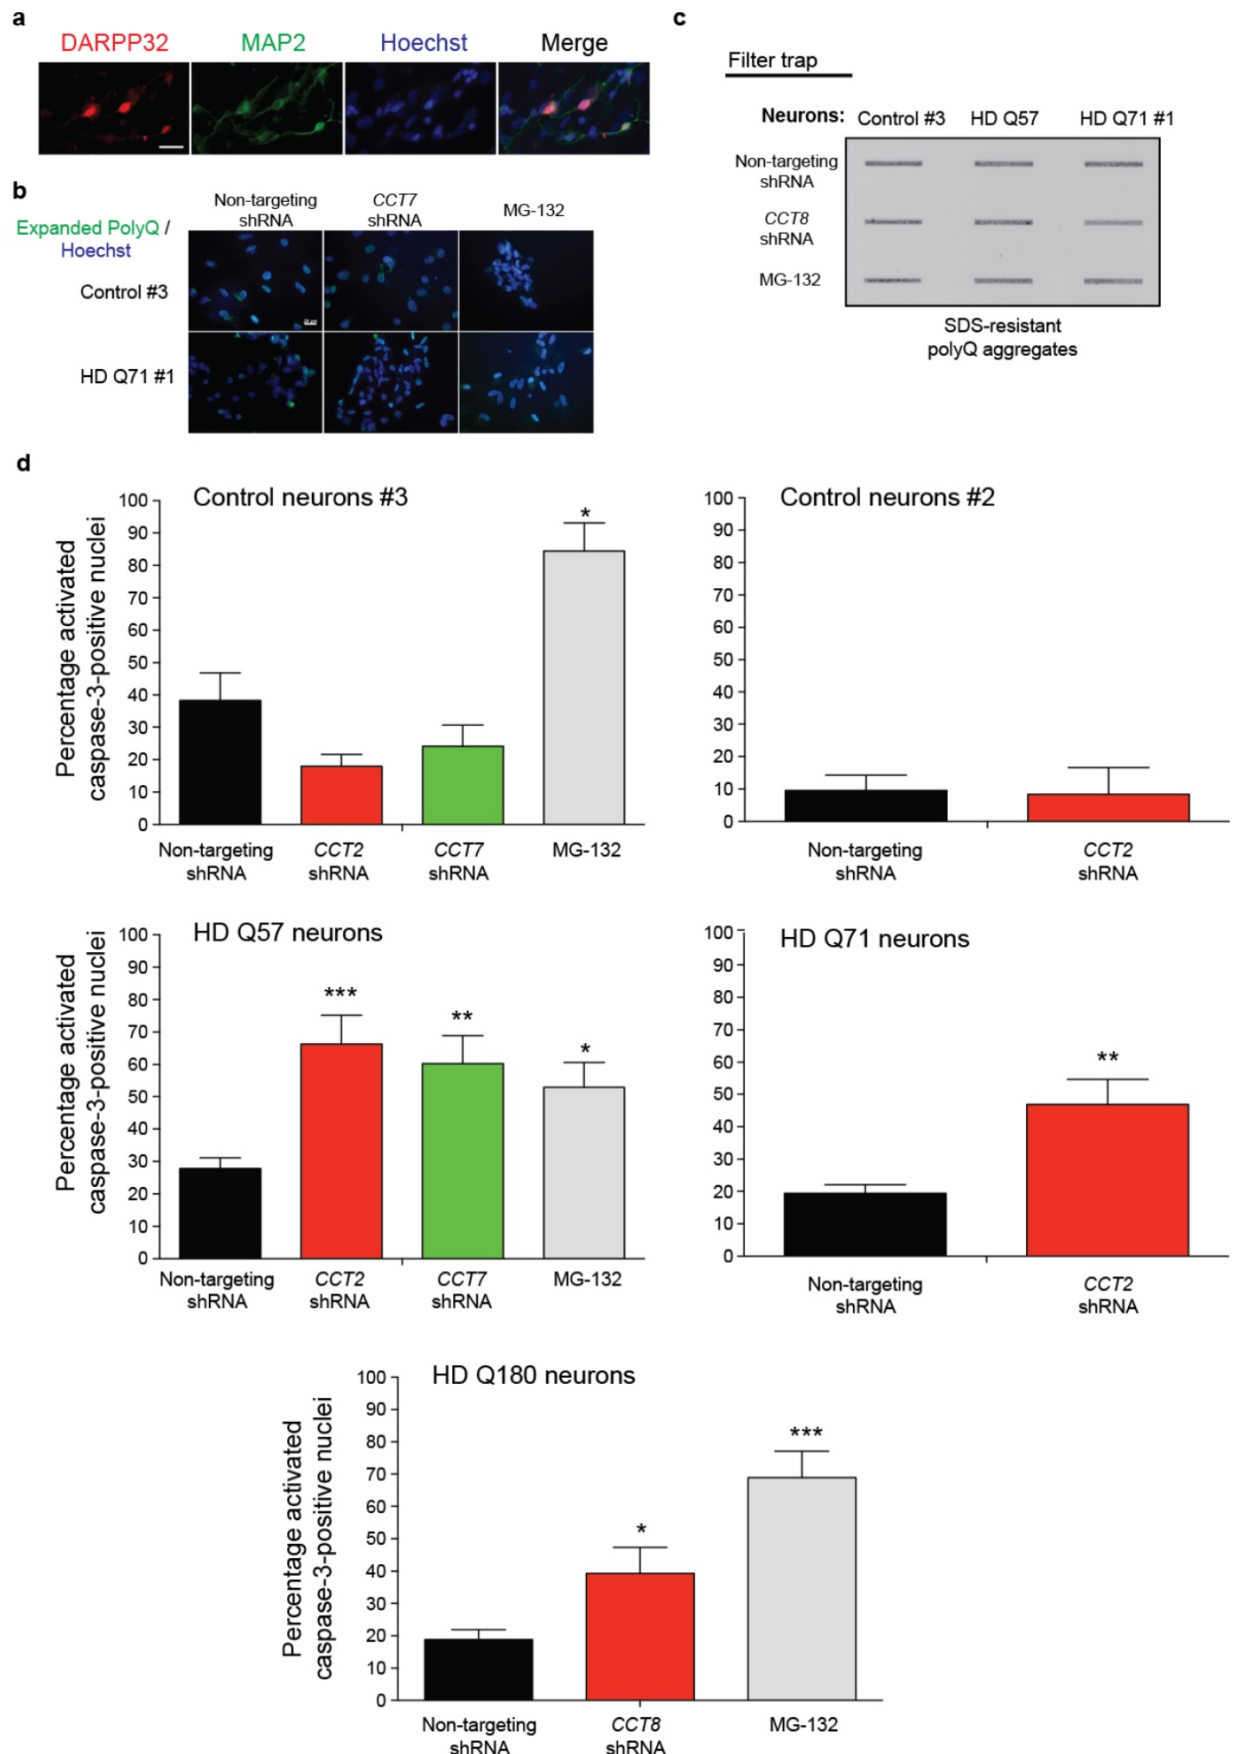 a
DARPP32 MAP2 Hoechst Merge
b
Expanded PolyQ /
Hoechst
Non-targeting
shRNA
CCT7
shRNA
MG-132
Control #3
HD Q71 #1
c
Filter trap
Neurons: Control #3 HD Q57 HD Q71 #1
Non-targeting
shRNA
CCT8
shRNA
MG-132
SDS-resistant
polyQ aggregates
d
Control neurons #3
Percentage activated
caspase-3-positive nuclei
100
90
80
70
60
50
40
30
20
10
0
*
Non-targeting
shRNA
CCT2
shRNA
CCT7
shRNA
MG-132
Control neurons #2
100
90
80
70
60
50
40
30
20
10
0
Non-targeting
shRNA
CCT2
shRNA
HD Q57 neurons
Percentage activated
caspase-3-positive nuclei
100
90
80
70
60
50
40
30
20
10
0
***
**
*
Non-targeting
shRNA
CCT2
shRNA
CCT7
shRNA
MG-132
HD Q71 neurons
100
90
80
70
60
50
40
30
20
10
0
**
Non-targeting
shRNA
CCT2
shRNA
HD Q180 neurons
Percentage activated
caspase-3-positive nuclei
100
90
80
70
60
50
40
30
20
10
0
*
***
Non-targeting
shRNA
CCT8
shRNA
MG-132